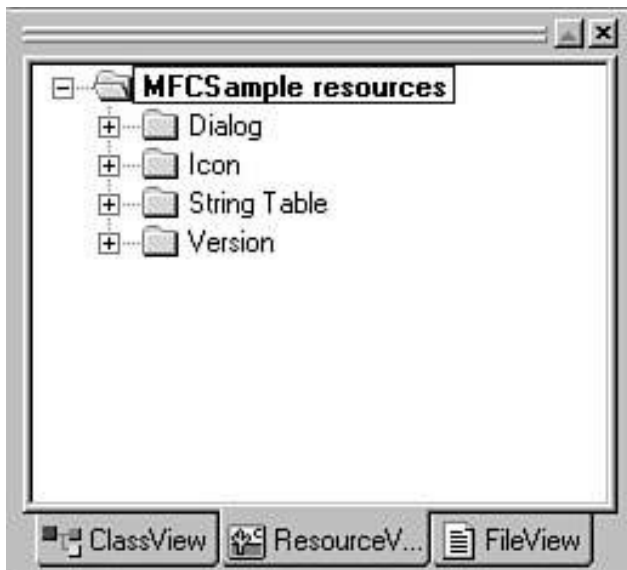 MFCSample resources
Dialog
Icon
String Table
Version
ClassView ResourceV... FileView